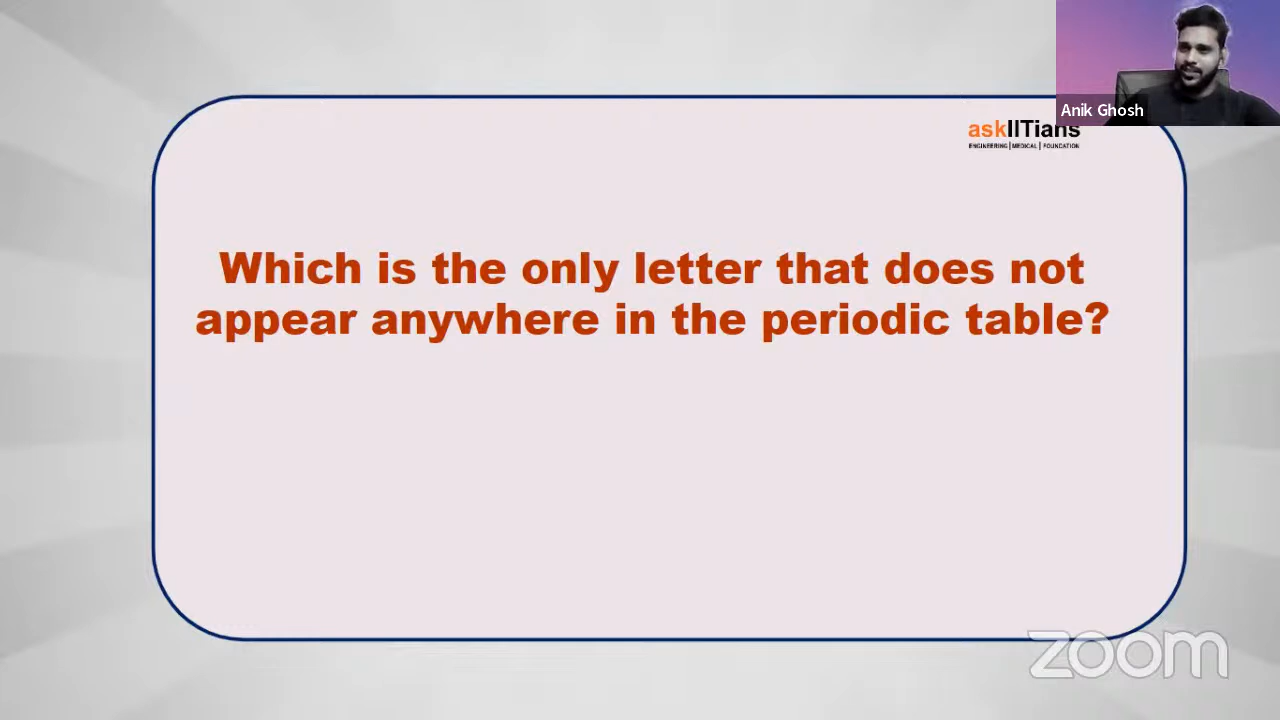 Anik Ghosh
askIITians
ENGINEERING | MEDICAL | FOUNDATION
Which is the only letter that does not
appear anywhere in the periodic table?
zoom